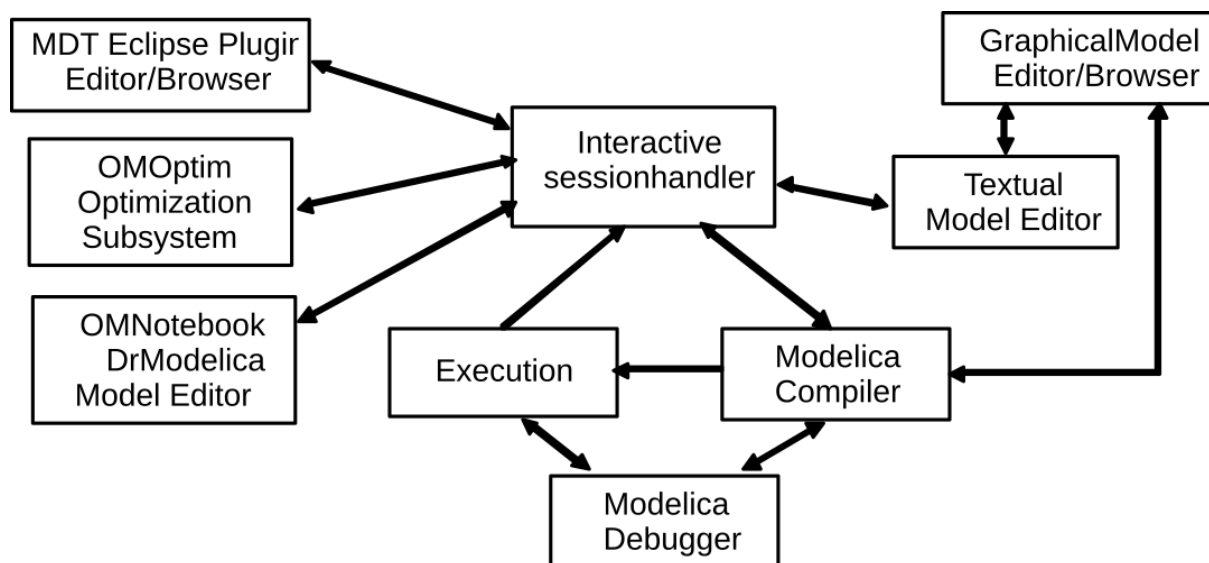 MDT Eclipse Plugin
Editor/Browser
GraphicalModel
Editor/Browser
Interactive
sessionhandler
OMOptim
Optimization
Subsystem
Textual
Model Editor
OMNotebook
DrModelica
Model Editor
Execution
Modelica
Compiler
Modelica
Debugger